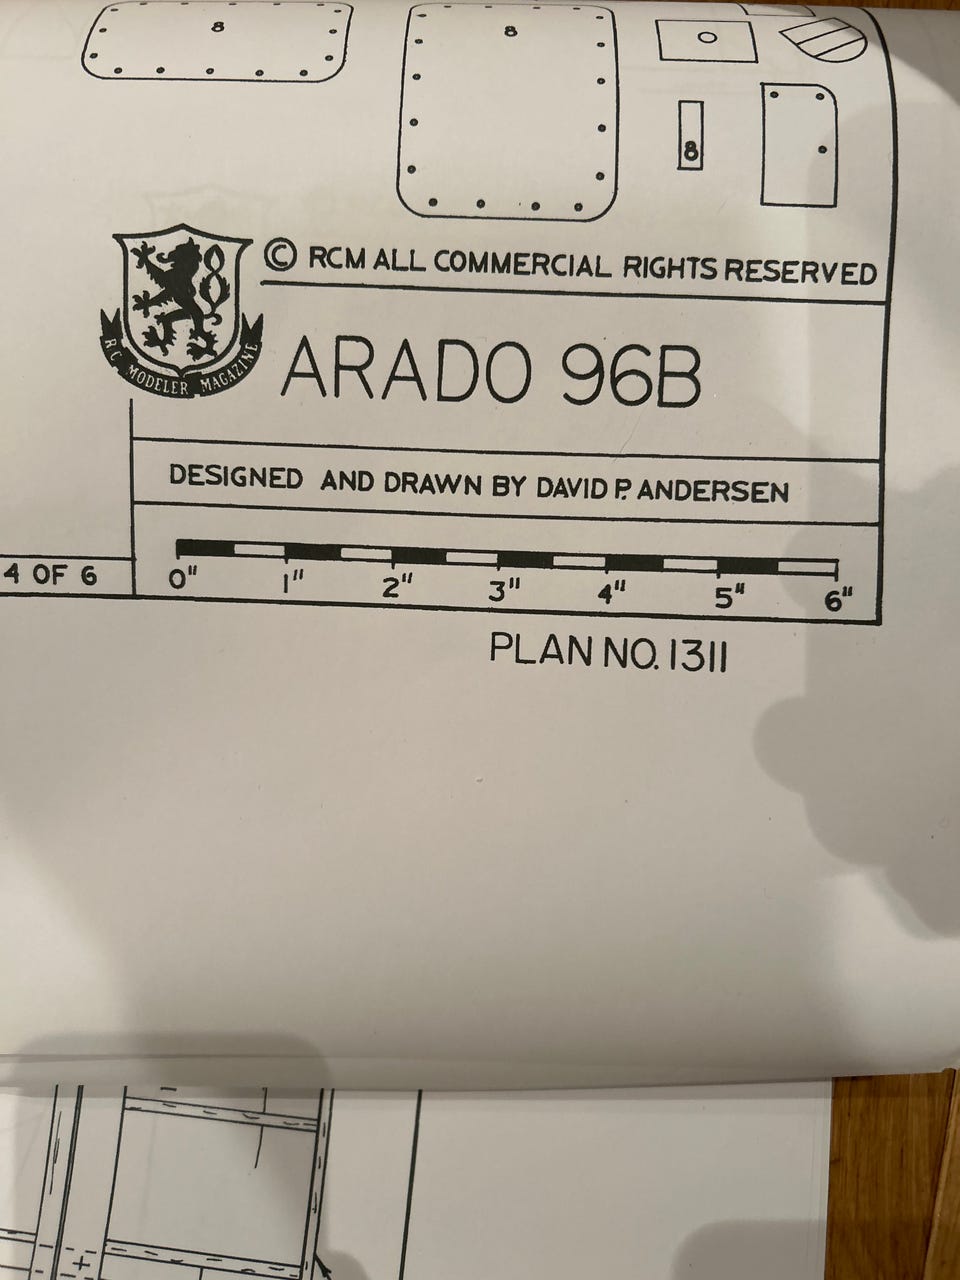 8 8
8
© RCM ALL COMMERCIAL RIGHTS RESERVED
RC MODELER MAGAZINE
ARADO 96B
DESIGNED AND DRAWN BY DAVID P. ANDERSEN
4 OF 6
0" 1" 2" 3" 4" 5" 6"
PLAN NO. 1311